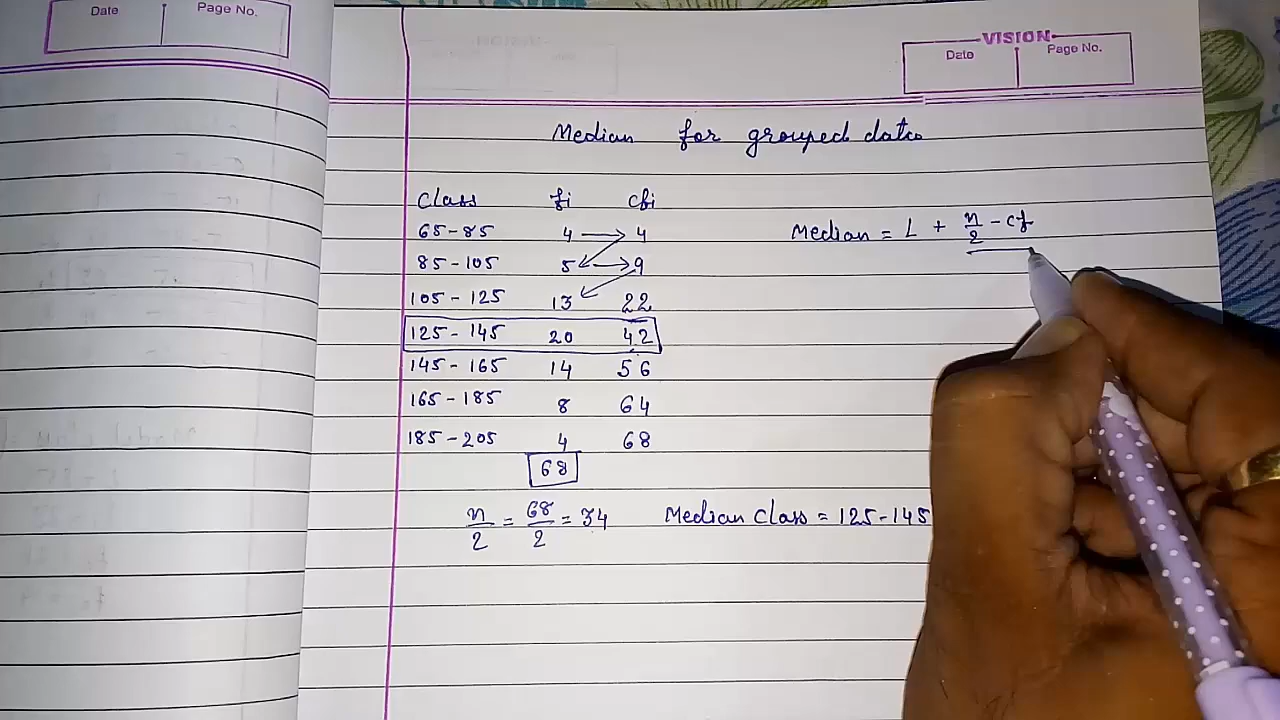 Date Page No.
VISION
Date Page No.
Median for grouped data
Class fi cfi
65-85 4 4
85-105 5 9
105-125 13 22
125-145 20 42
145-165 14 56
165-185 8 64
185-205 4 68
68
Median = L + n/2 - cf
n/2 = 68/2 = 34 Median Class = 125-145